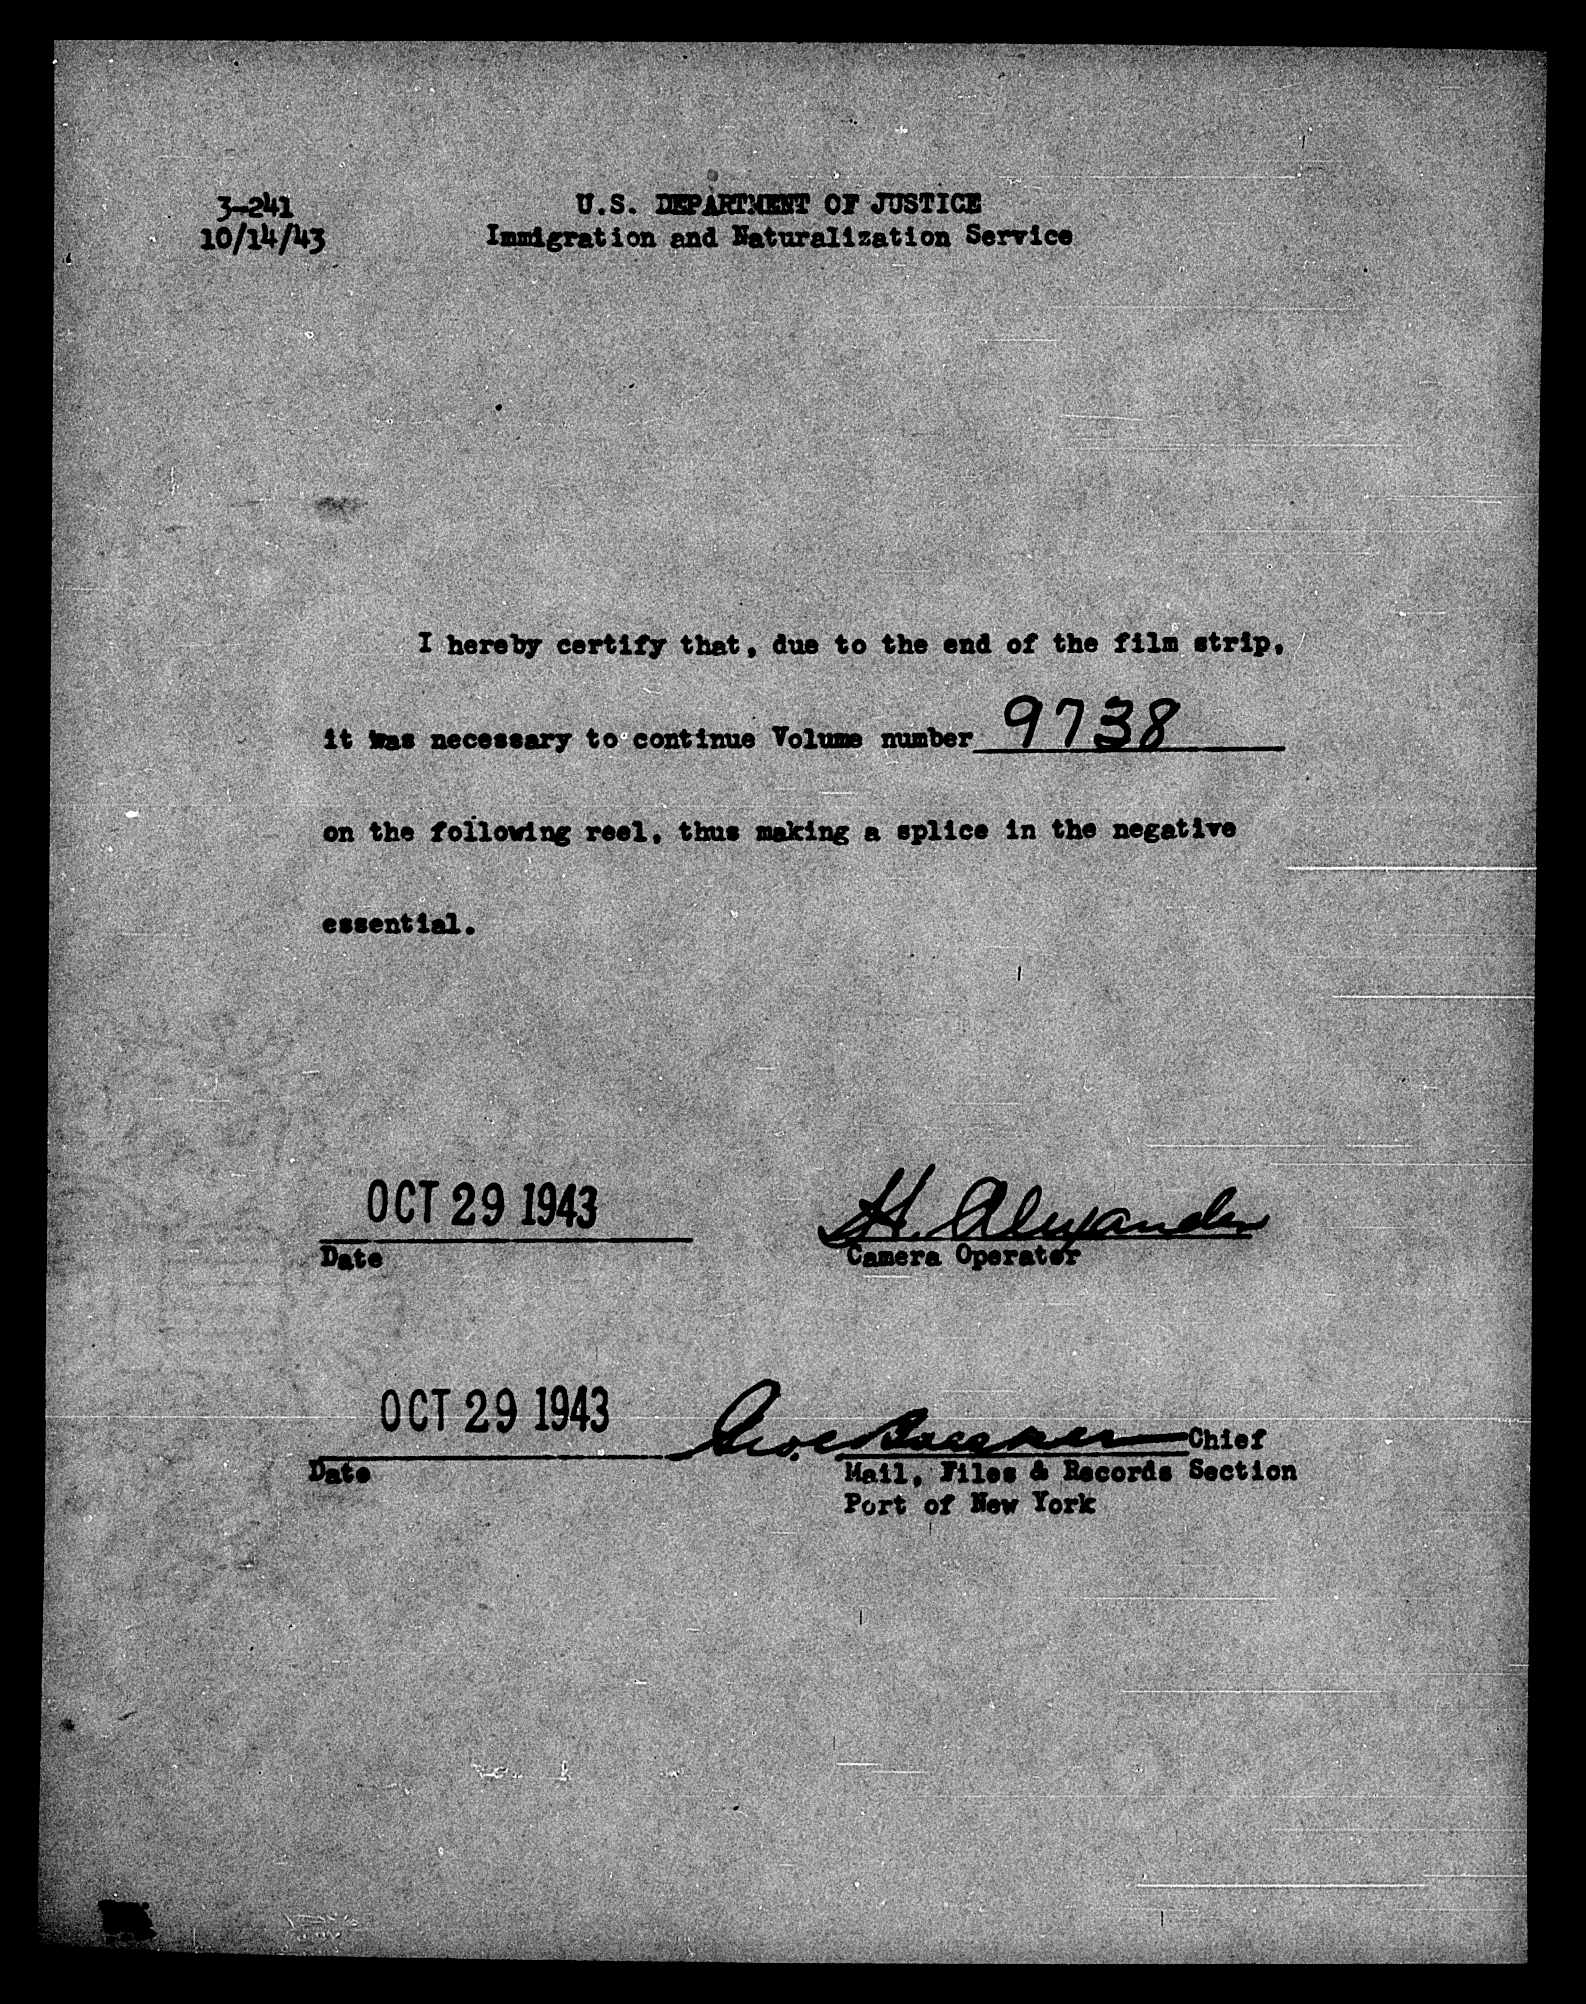 3-241
10/14/43
U.S. DEPARTMENT OF JUSTICE
Immigration and Naturalization Service
I hereby certify that, due to the end of the film strip,
it was necessary to continue Volume number 9738
on the following reel, thus making a splice in the negative
essential.
OCT 29 1943
H. Alexander
Date
Camera Operator
OCT 29 1943
Chief
Date
Mail, Files & Records Section
Port of New York